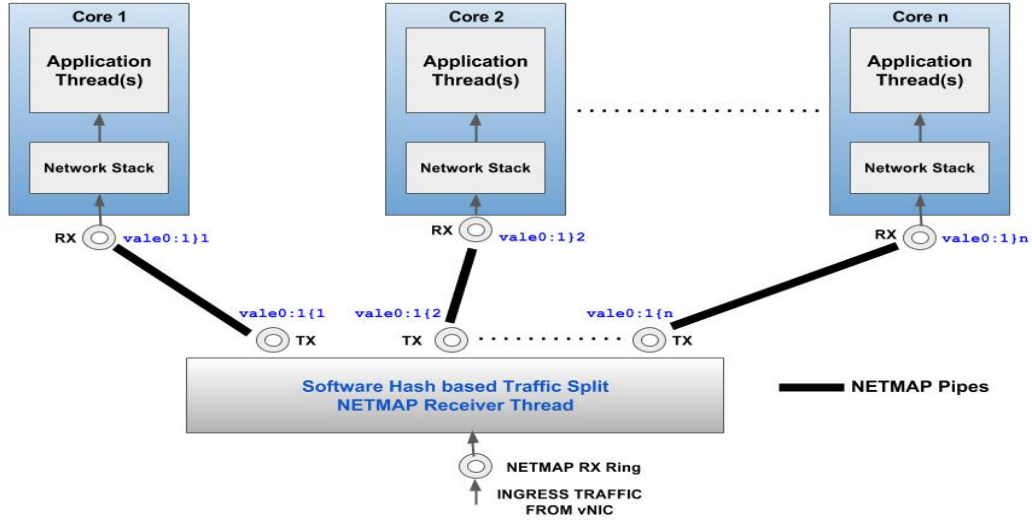 Core 1
Core 2
Core n
Application
Thread(s)
Application
Thread(s)
Application
Thread(s)
Network Stack
Network Stack
Network Stack
RX
vale0:1}1
RX
vale0:1}2
RX
vale0:1}n
vale0:1{1
vale0:1{2
vale0:1{n
TX
TX
TX
Software Hash based Traffic Split
NETMAP Receiver Thread
NETMAP Pipes
NETMAP RX Ring
INGRESS TRAFFIC
FROM vNIC